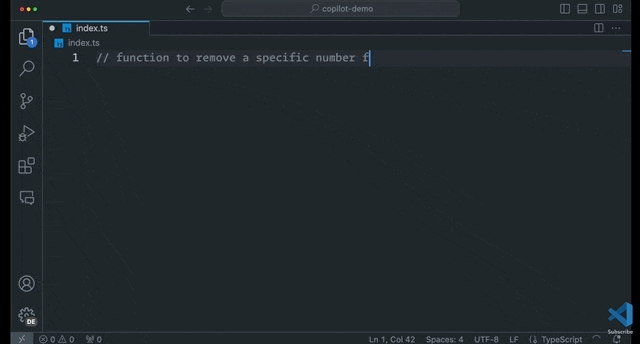 copilot-demo
index.ts
index.ts
1 // function to remove a specific number f
1
DE
0 0 0 Ln 1, Col 42 Spaces: 4 UTF-8 LF TypeScript
Subscribe